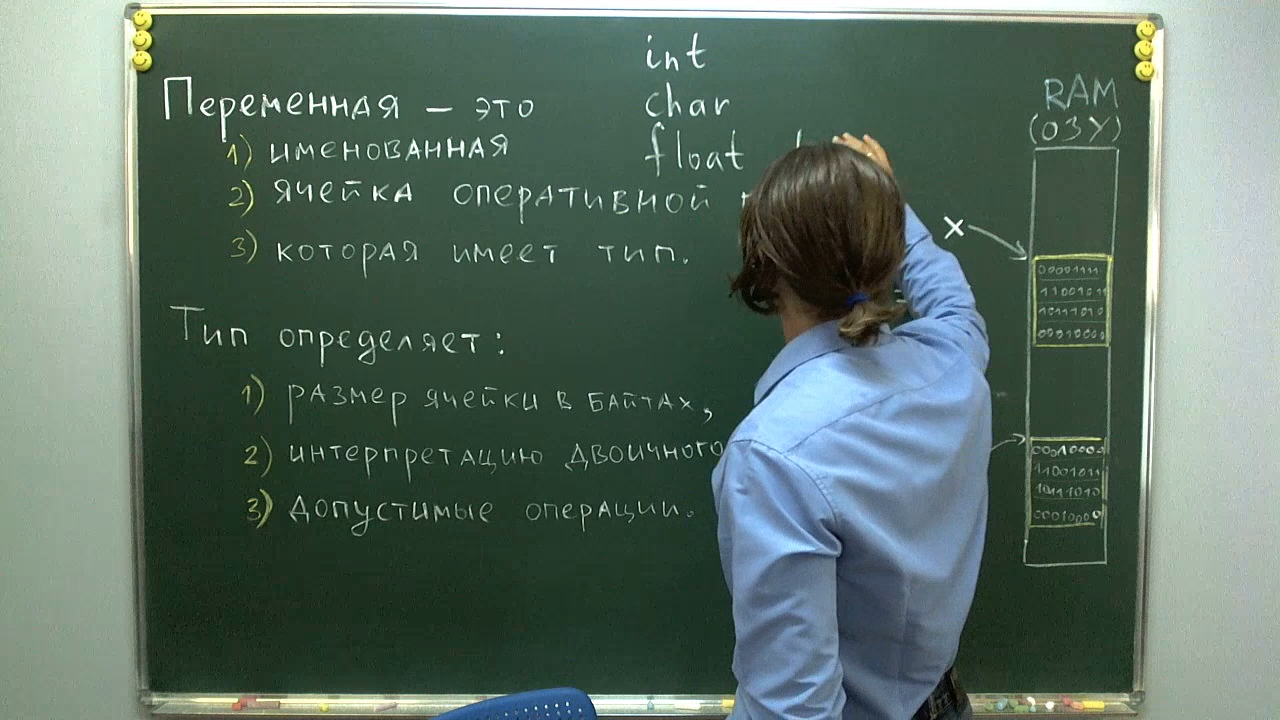 int
Переменная – это
char
RAM
(ОЗУ)
1) именованная
float
2) ячейка оперативной
3) которая имеет тип.
x
00001111
11001011
10111010
00010000
Тип определяет:
1) размер ячейки в байтах,
2) интерпретацию двоичного
3) допустимые операции.
00010000
11001011
10111010
00010000